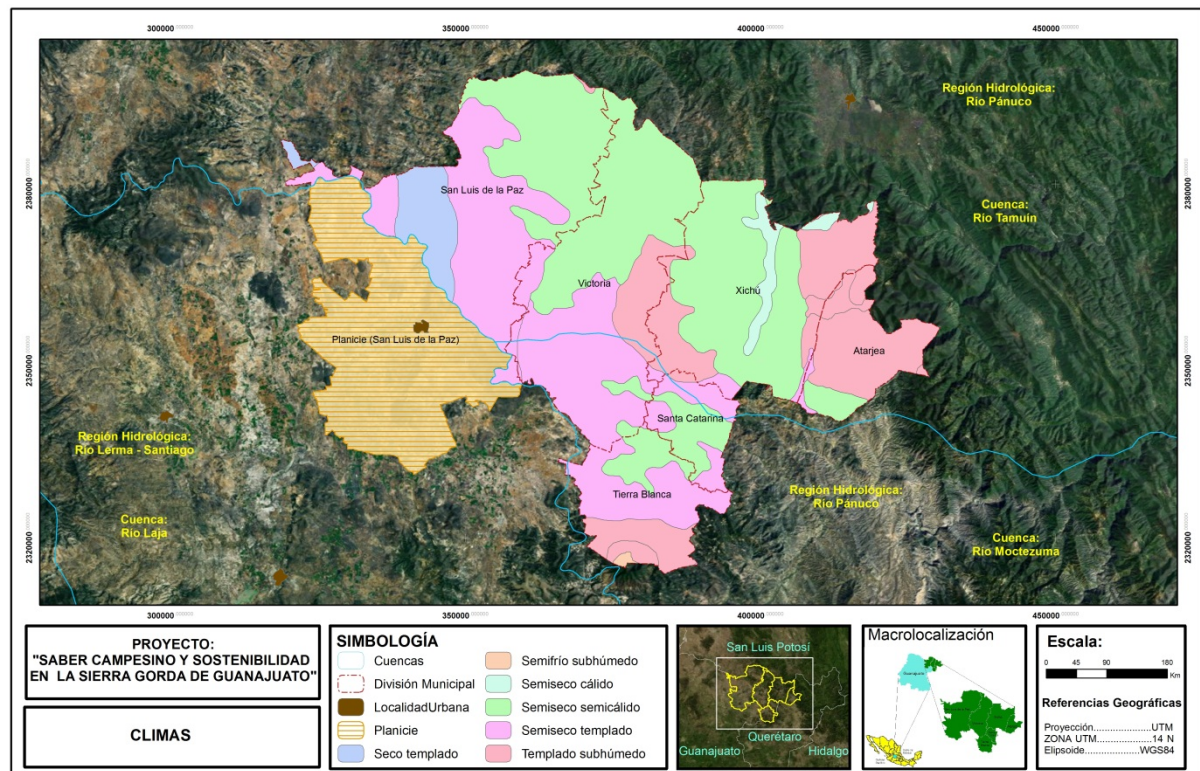 300000
350000
400000
450000
Región Hidrológica:
Río Pánuco
2380000
2380000
San Luis de la Paz
Cuenca:
Río Tamuín
Victoria
Xichú
Planicie (San Luis de la Paz)
Atarjea
2350000
2350000
Santa Catarina
Región Hidrológica:
Río Lerma - Santiago
Tierra Blanca
Región Hidrológica:
Río Pánuco
Cuenca:
Río Laja
Cuenca:
Río Moctezuma
2320000
2320000
300000
350000
400000
450000
PROYECTO:
"SABER CAMPESINO Y SOSTENIBILIDAD
EN LA SIERRA GORDA DE GUANAJUATO"
CLIMAS
SIMBOLOGÍA
Cuencas
División Municipal
LocalidadUrbana
Planicie
Seco templado
Semifrío subhúmedo
Semiseco cálido
Semiseco semicálido
Semiseco templado
Templado subhúmedo
San Luis Potosí
Querétaro
Guanajuato
Hidalgo
Macrolocalización
Guanajuato
Escala:
0 45 90 180
Km
Referencias Geográficas
Proyección.....................UTM
ZONA UTM....................14 N
Elipsoide....................WGS84